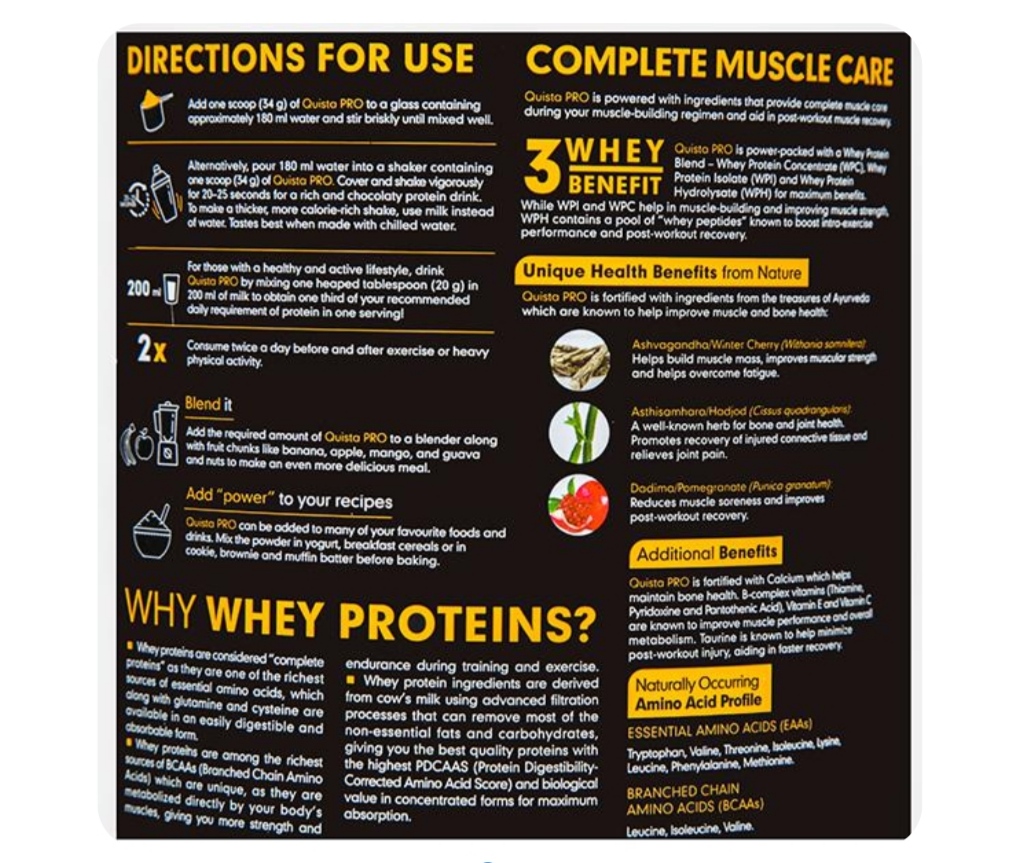 DIRECTIONS FOR USE
Add one scoop (34 g) of Quista PRO to a glass containing
approximately 180 ml water and stir briskly until mixed well.
Alternatively, pour 180 ml water into a shaker containing
one scoop (34 g) of Quista PRO. Cover and shake vigorously
for 20-25 seconds for a rich and chocolaty protein drink.
To make a thicker, more calorie-rich shake, use milk instead
of water. Tastes best when made with chilled water.
200 ml
For those with a healthy and active lifestyle, drink
Quista PRO by mixing one heaped tablespoon (20 g) in
200 ml of milk to obtain one third of your recommended
daily requirement of protein in one serving!
2x
Consume twice a day before and after exercise or heavy
physical activity.
Blend it
Add the required amount of Quista PRO to a blender along
with fruit chunks like banana, apple, mango, and guava
and nuts to make an even more delicious meal.
Add "power" to your recipes
Quista PRO can be added to many of your favourite foods and
drinks. Mix the powder in yogurt, breakfast cereals or in
cookie, brownie and muffin batter before baking.
WHY WHEY PROTEINS?
▪ Whey proteins are considered "complete
proteins" as they are one of the richest
sources of essential amino acids, which
along with glutamine and cysteine are
available in an easily digestible and
absorbable form.
▪ Whey proteins are among the richest
sources of BCAAs (Branched Chain Amino
Acids) which are unique, as they are
metabolized directly by your body's
muscles, giving you more strength and
endurance during training and exercise.
▪ Whey protein ingredients are derived
from cow's milk using advanced filtration
processes that can remove most of the
non-essential fats and carbohydrates,
giving you the best quality proteins with
the highest PDCAAS (Protein Digestibility-
Corrected Amino Acid Score) and biological
value in concentrated forms for maximum
absorption.
COMPLETE MUSCLE CARE
Quista PRO is powered with ingredients that provide complete muscle care
during your muscle-building regimen and aid in post-workout muscle recovery.
3 WHEY
BENEFIT
Quista PRO is power-packed with a Whey Protein
Blend – Whey Protein Concentrate (WPC), Whey
Protein Isolate (WPI) and Whey Protein
Hydrolysate (WPH) for maximum benefits.
While WPI and WPC help in muscle-building and improving muscle strength,
WPH contains a pool of "whey peptides" known to boost intra-exercise
performance and post-workout recovery.
Unique Health Benefits from Nature
Quista PRO is fortified with ingredients from the treasures of Ayurveda
which are known to help improve muscle and bone health:
Ashvagandha/Winter Cherry (Withania somnifera):
Helps build muscle mass, improves muscular strength
and helps overcome fatigue.
Asthisamhara/Hadjod (Cissus quadrangularis):
A well-known herb for bone and joint health.
Promotes recovery of injured connective tissue and
relieves joint pain.
Dadima/Pomegranate (Punica granatum):
Reduces muscle soreness and improves
post-workout recovery.
Additional Benefits
Quista PRO is fortified with Calcium which helps
maintain bone health. B-complex vitamins (Thiamine,
Pyridoxine and Pantothenic Acid), Vitamin E and Vitamin C
are known to improve muscle performance and overall
metabolism. Taurine is known to help minimize
post-workout injury, aiding in faster recovery.
Naturally Occurring
Amino Acid Profile
ESSENTIAL AMINO ACIDS (EAAs)
Tryptophan, Valine, Threonine, Isoleucine, Lysine,
Leucine, Phenylalanine, Methionine.
BRANCHED CHAIN
AMINO ACIDS (BCAAs)
Leucine, Isoleucine, Valine.